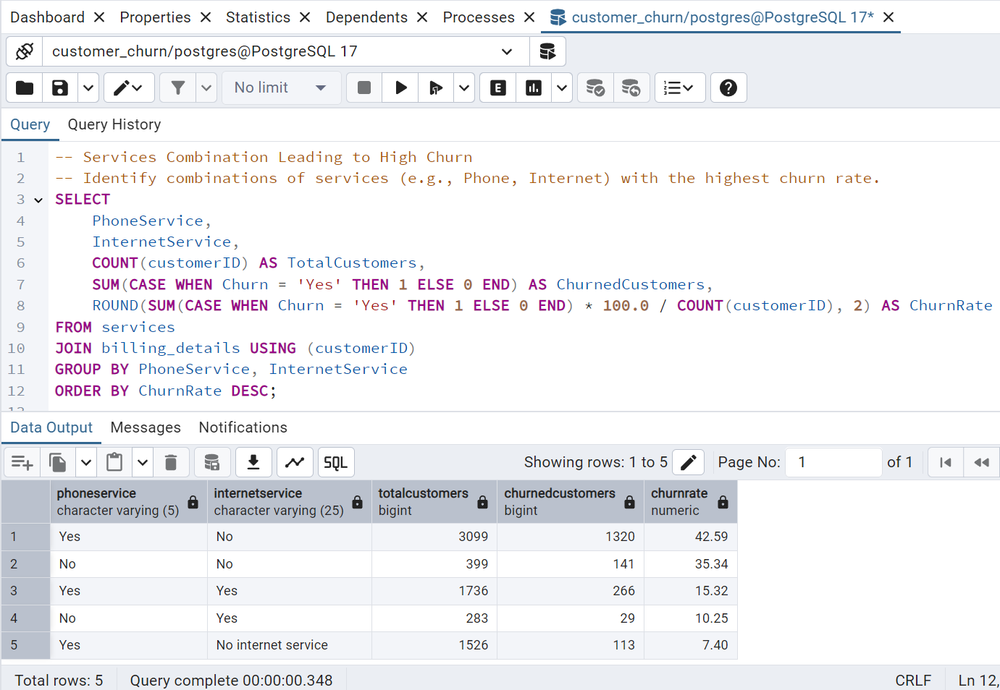 Dashboard Properties Statistics Dependents Processes customer_churn/postgres@PostgreSQL 17*
customer_churn/postgres@PostgreSQL 17
No limit
Query Query History
1 -- Services Combination Leading to High Churn
2 -- Identify combinations of services (e.g., Phone, Internet) with the highest churn rate.
3 SELECT
4 PhoneService,
5 InternetService,
6 COUNT(customerID) AS TotalCustomers,
7 SUM(CASE WHEN Churn = 'Yes' THEN 1 ELSE 0 END) AS ChurnedCustomers,
8 ROUND(SUM(CASE WHEN Churn = 'Yes' THEN 1 ELSE 0 END) * 100.0 / COUNT(customerID), 2) AS ChurnRate
9 FROM services
10 JOIN billing_details USING (customerID)
11 GROUP BY PhoneService, InternetService
12 ORDER BY ChurnRate DESC;
Data Output Messages Notifications
SQL Showing rows: 1 to 5 Page No: 1 of 1
phoneservice internetservice totalcustomers churnedcustomers churnrate
character varying (5) character varying (25) bigint bigint numeric
1 Yes No 3099 1320 42.59
2 No No 399 141 35.34
3 Yes Yes 1736 266 15.32
4 No Yes 283 29 10.25
5 Yes No internet service 1526 113 7.40
Total rows: 5 Query complete 00:00:00.348 CRLF Ln 12,